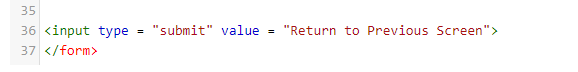 35
36 <input type = "submit" value = "Return to Previous Screen">
37 </form>